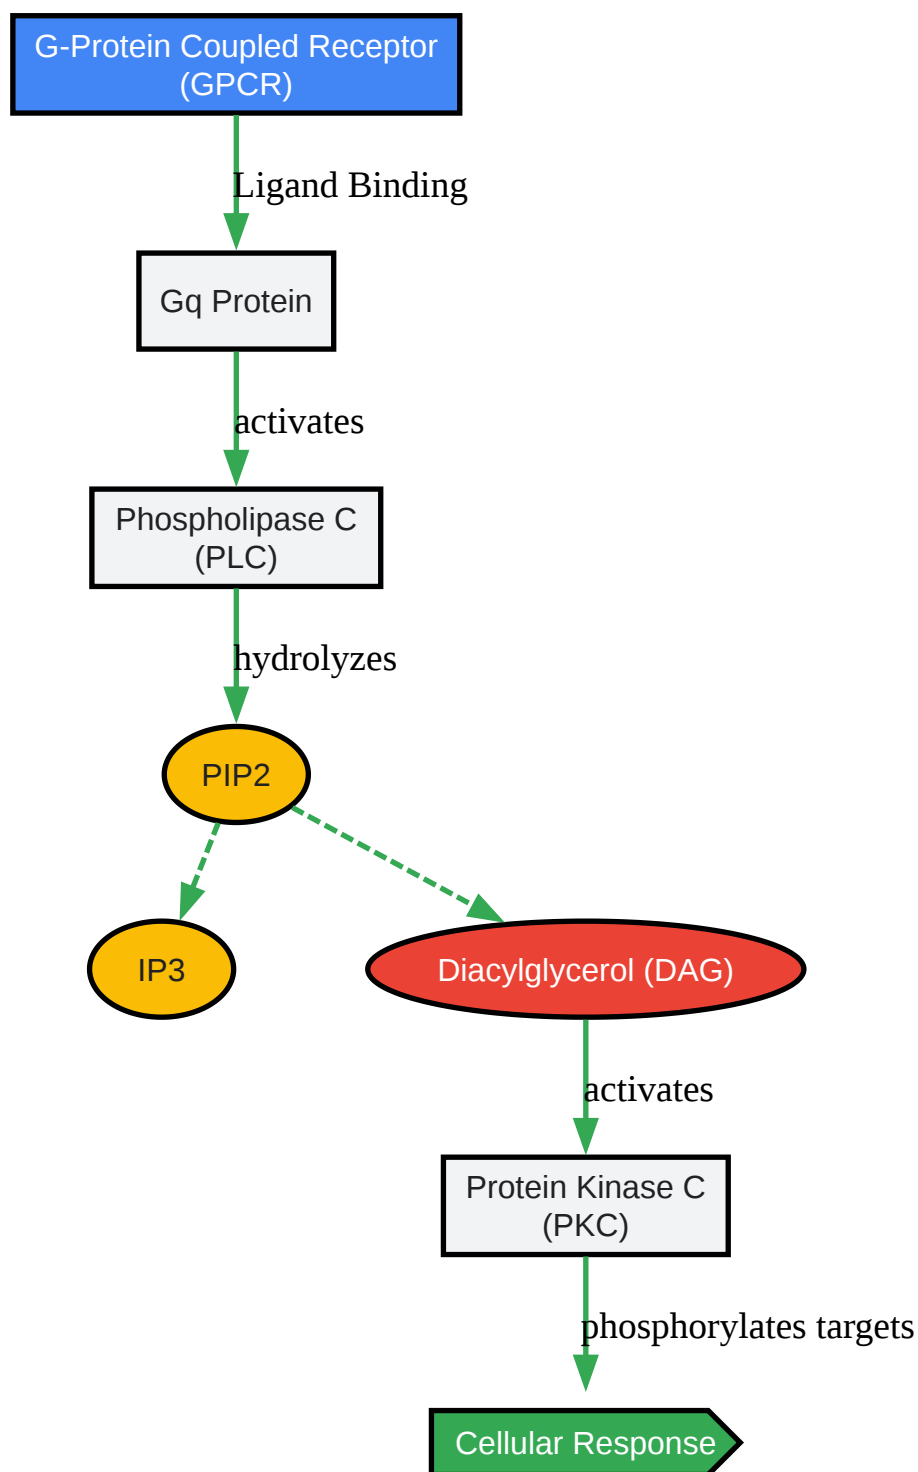 G-Protein Coupled Receptor
(GPCR)
Ligand Binding
Gq Protein
activates
Phospholipase C
(PLC)
hydrolyzes
PIP2
IP3
Diacylglycerol (DAG)
activates
Protein Kinase C
(PKC)
phosphorylates targets
Cellular Response